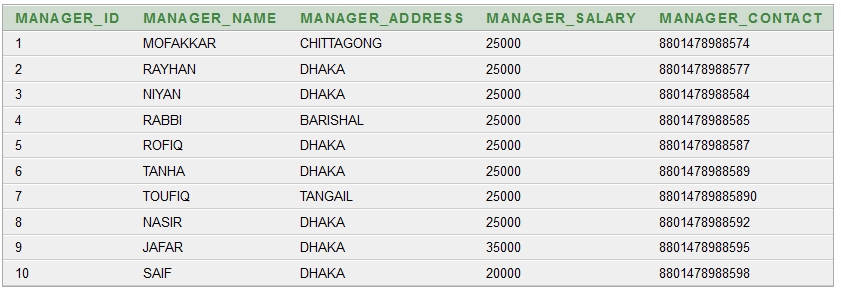 MANAGER_ID MANAGER_NAME MANAGER_ADDRESS MANAGER_SALARY MANAGER_CONTACT
1 MOFAKKAR CHITTAGONG 25000 8801478988574
2 RAYHAN DHAKA 25000 8801478988577
3 NIYAN DHAKA 25000 8801478988584
4 RABBI BARISHAL 25000 8801478988585
5 ROFIQ DHAKA 25000 8801478988587
6 TANHA DHAKA 25000 8801478988589
7 TOUFIQ TANGAIL 25000 88014789885890
8 NASIR DHAKA 25000 8801478988592
9 JAFAR DHAKA 35000 8801478988595
10 SAIF DHAKA 20000 8801478988598